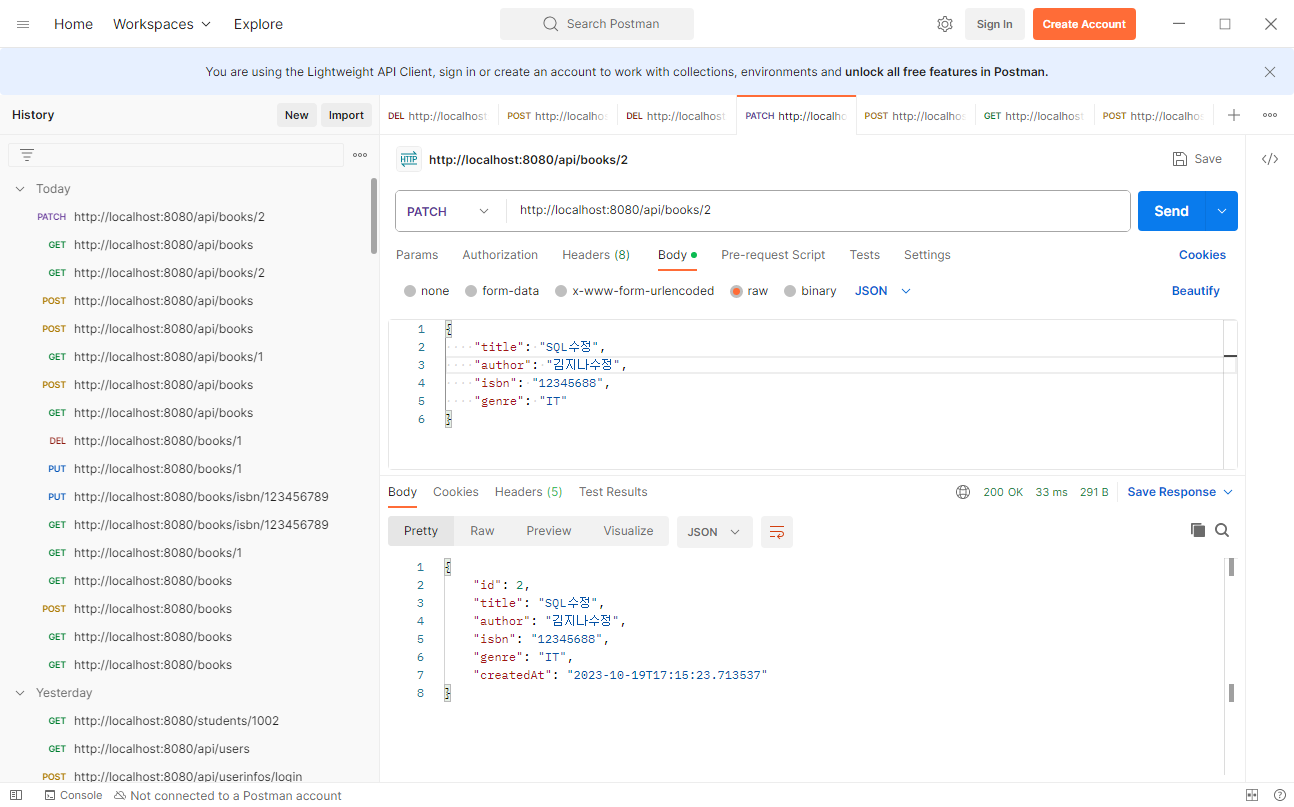 Home Workspaces Explore Search Postman Sign In Create Account
You are using the Lightweight API Client, sign in or create an account to work with collections, environments and unlock all free features in Postman.
History New Import
DEL http://localhost POST http://localhos DEL http://localhost PATCH http://localho POST http://localhos GET http://localhost POST http://localhos
HTTP http://localhost:8080/api/books/2 Save
Today
PATCH http://localhost:8080/api/books/2
GET http://localhost:8080/api/books
GET http://localhost:8080/api/books/2
POST http://localhost:8080/api/books
POST http://localhost:8080/api/books
GET http://localhost:8080/api/books/1
POST http://localhost:8080/api/books
GET http://localhost:8080/api/books
DEL http://localhost:8080/books/1
PUT http://localhost:8080/books/1
PUT http://localhost:8080/books/isbn/123456789
GET http://localhost:8080/books/isbn/123456789
GET http://localhost:8080/books/1
GET http://localhost:8080/books
POST http://localhost:8080/books
GET http://localhost:8080/books
GET http://localhost:8080/books
Yesterday
GET http://localhost:8080/students/1002
GET http://localhost:8080/api/users
POST http://localhost:8080/api/userinfos/login
PATCH http://localhost:8080/api/books/2 Send
Params Authorization Headers (8) Body Pre-request Script Tests Settings Cookies
none form-data x-www-form-urlencoded raw binary JSON Beautify
1 {
2 "title": "SQL수정",
3 "author": "김지나수정",
4 "isbn": "12345688",
5 "genre": "IT"
6 }
Body Cookies Headers (5) Test Results 200 OK 33 ms 291 B Save Response
Pretty Raw Preview Visualize JSON
1 {
2 "id": 2,
3 "title": "SQL수정",
4 "author": "김지나수정",
5 "isbn": "12345688",
6 "genre": "IT",
7 "createdAt": "2023-10-19T17:15:23.713537"
8 }
Console Not connected to a Postman account